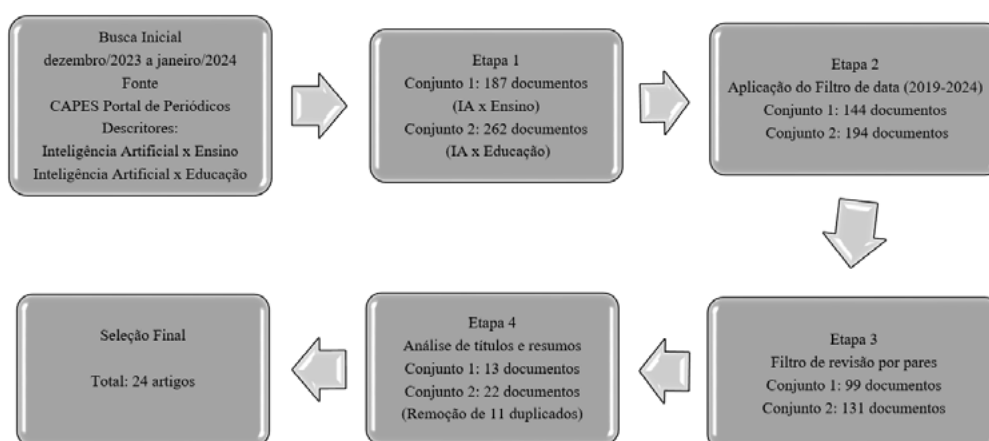 Busca Inicial
dezembro/2023 a janeiro/2024
Fonte
CAPES Portal de Periódicos
Descritores:
Inteligência Artificial x Ensino
Inteligência Artificial x Educação
Etapa 1
Conjunto 1: 187 documentos
(IA x Ensino)
Conjunto 2: 262 documentos
(IA x Educação)
Etapa 2
Aplicação do Filtro de data (2019-2024)
Conjunto 1: 144 documentos
Conjunto 2: 194 documentos
Etapa 3
Filtro de revisão por pares
Conjunto 1: 99 documentos
Conjunto 2: 131 documentos
Etapa 4
Análise de títulos e resumos
Conjunto 1: 13 documentos
Conjunto 2: 22 documentos
(Remoção de 11 duplicados)
Seleção Final
Total: 24 artigos